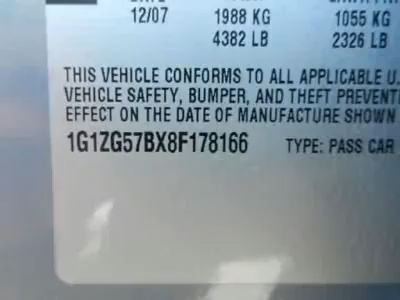 12/07 1988 KG 1055 KG
4382 LB 2326 LB
THIS VEHICLE CONFORMS TO ALL APPLICABLE U.
VEHICLE SAFETY, BUMPER, AND THEFT PREVENTI
EFFECT ON THE DATE OF MANUFACTURE SHOWN
1G1ZG57BX8F178166 TYPE: PASS CAR